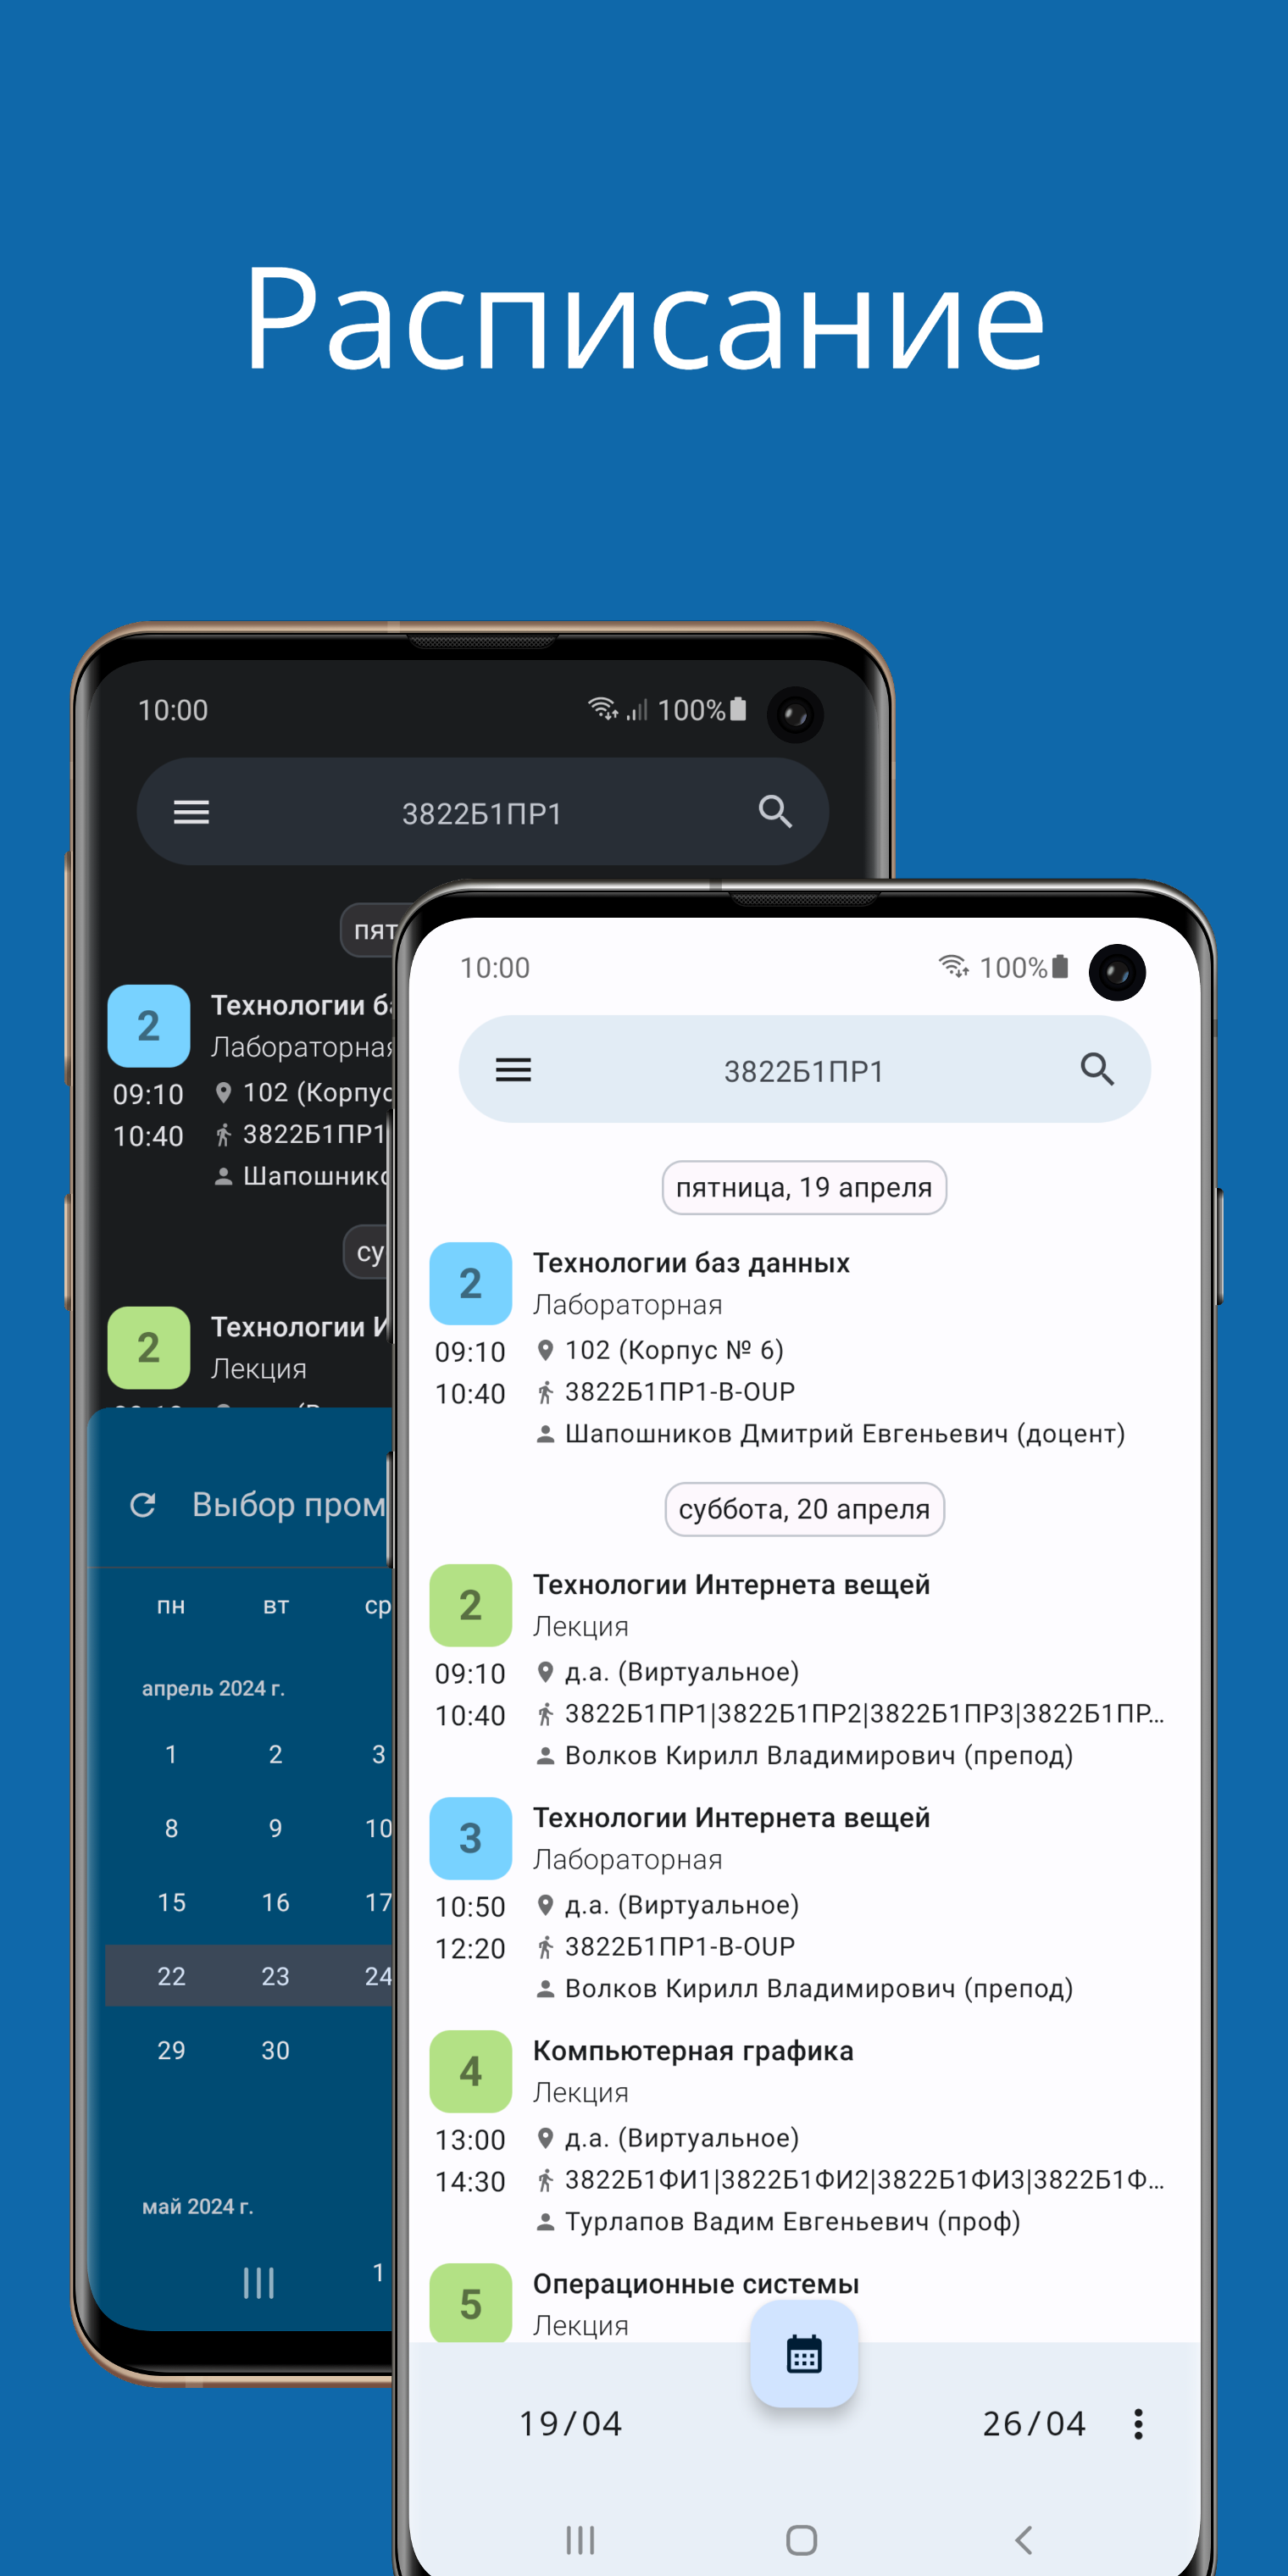 Расписание
10:00
100%
3822Б1ПР1
2
Технологии
09:10
102 (Корпус
10:40
3822Б1ПР1
2
Технологии
Лекция
Выбор
пн вт ср
апрель 2024 г.
1 2 3
8 9 10
15 16 17
22 23 24
29 30
май 2024 г.
1
10:00
100%
3822Б1ПР1
пятница, 19 апреля
2
Технологии баз данных
Лабораторная
09:10
102 (Корпус № 6)
10:40
3822Б1ПР1-В-OUP
Шапошников Дмитрий Евгеньевич (доцент)
суббота, 20 апреля
2
Технологии Интернета вещей
Лекция
09:10
д.а. (Виртуальное)
10:40
3822Б1ПР1|3822Б1ПР2|3822Б1ПР3|3822Б1ПР...
Волков Кирилл Владимирович (препод)
3
Технологии Интернета вещей
Лабораторная
10:50
д.а. (Виртуальное)
12:20
3822Б1ПР1-В-OUP
Волков Кирилл Владимирович (препод)
4
Компьютерная графика
Лекция
13:00
д.а. (Виртуальное)
14:30
3822Б1ФИ1|3822Б1ФИ2|3822Б1ФИ3|3822Б1Ф...
Турлапов Вадим Евгеньевич (проф)
5
Операционные системы
Лекция
19/04
26/04